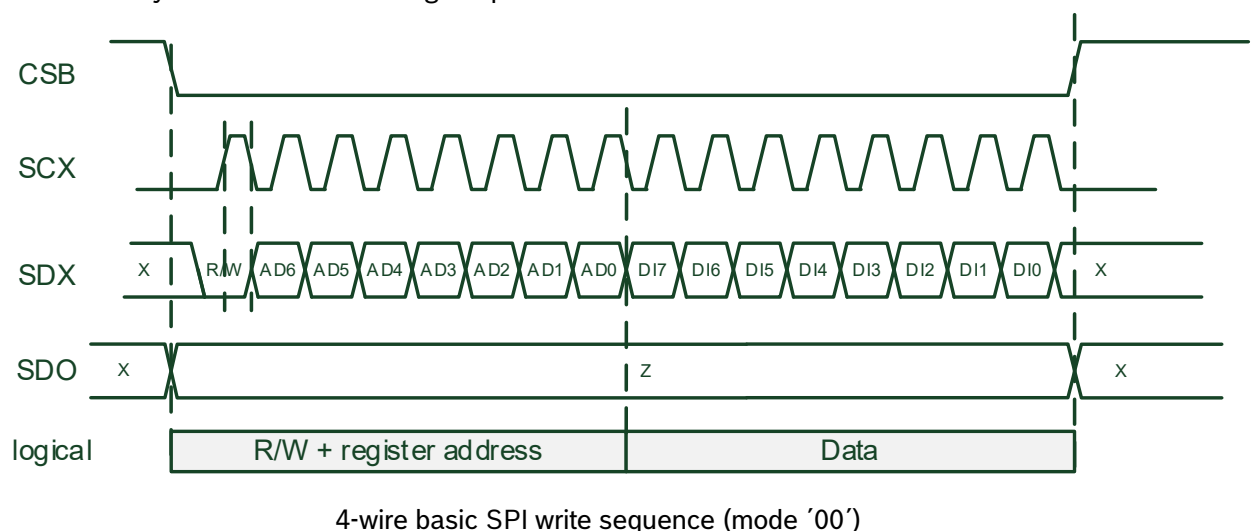 CSB
SCX
SDX X R/W AD6 AD5 AD4 AD3 AD2 AD1 AD0 DI7 DI6 DI5 DI4 DI3 DI2 DI1 DI0 X
SDO X Z X
logical R/W + register address Data
4-wire basic SPI write sequence (mode ´00´)